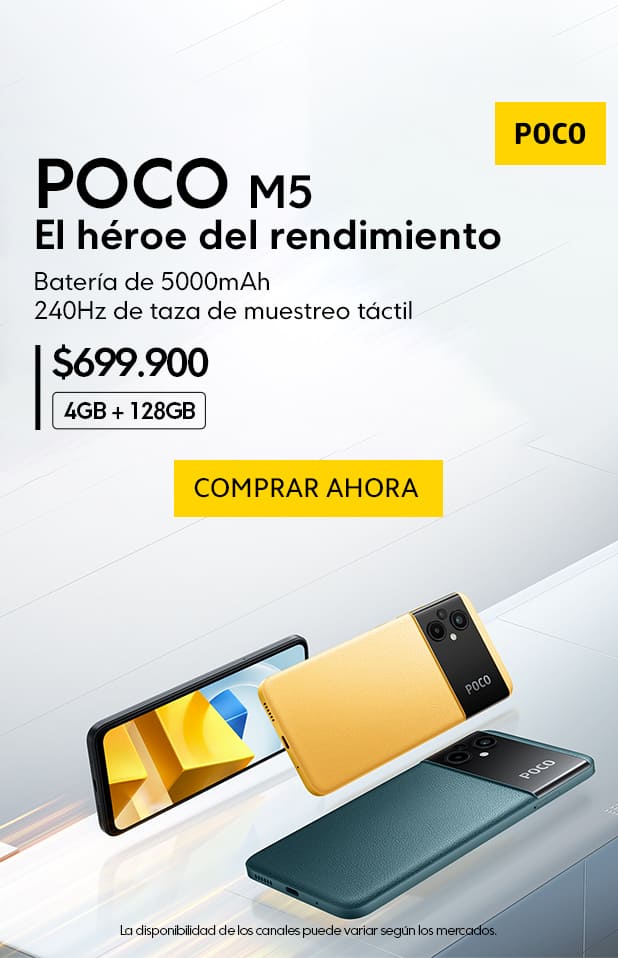 POCO
POCO M5
El héroe del rendimiento
Batería de 5000mAh
240Hz de taza de muestreo táctil
$699.900
4GB + 128GB
COMPRAR AHORA
POCO
POCO
La disponibilidad de los canales puede variar según los mercados.